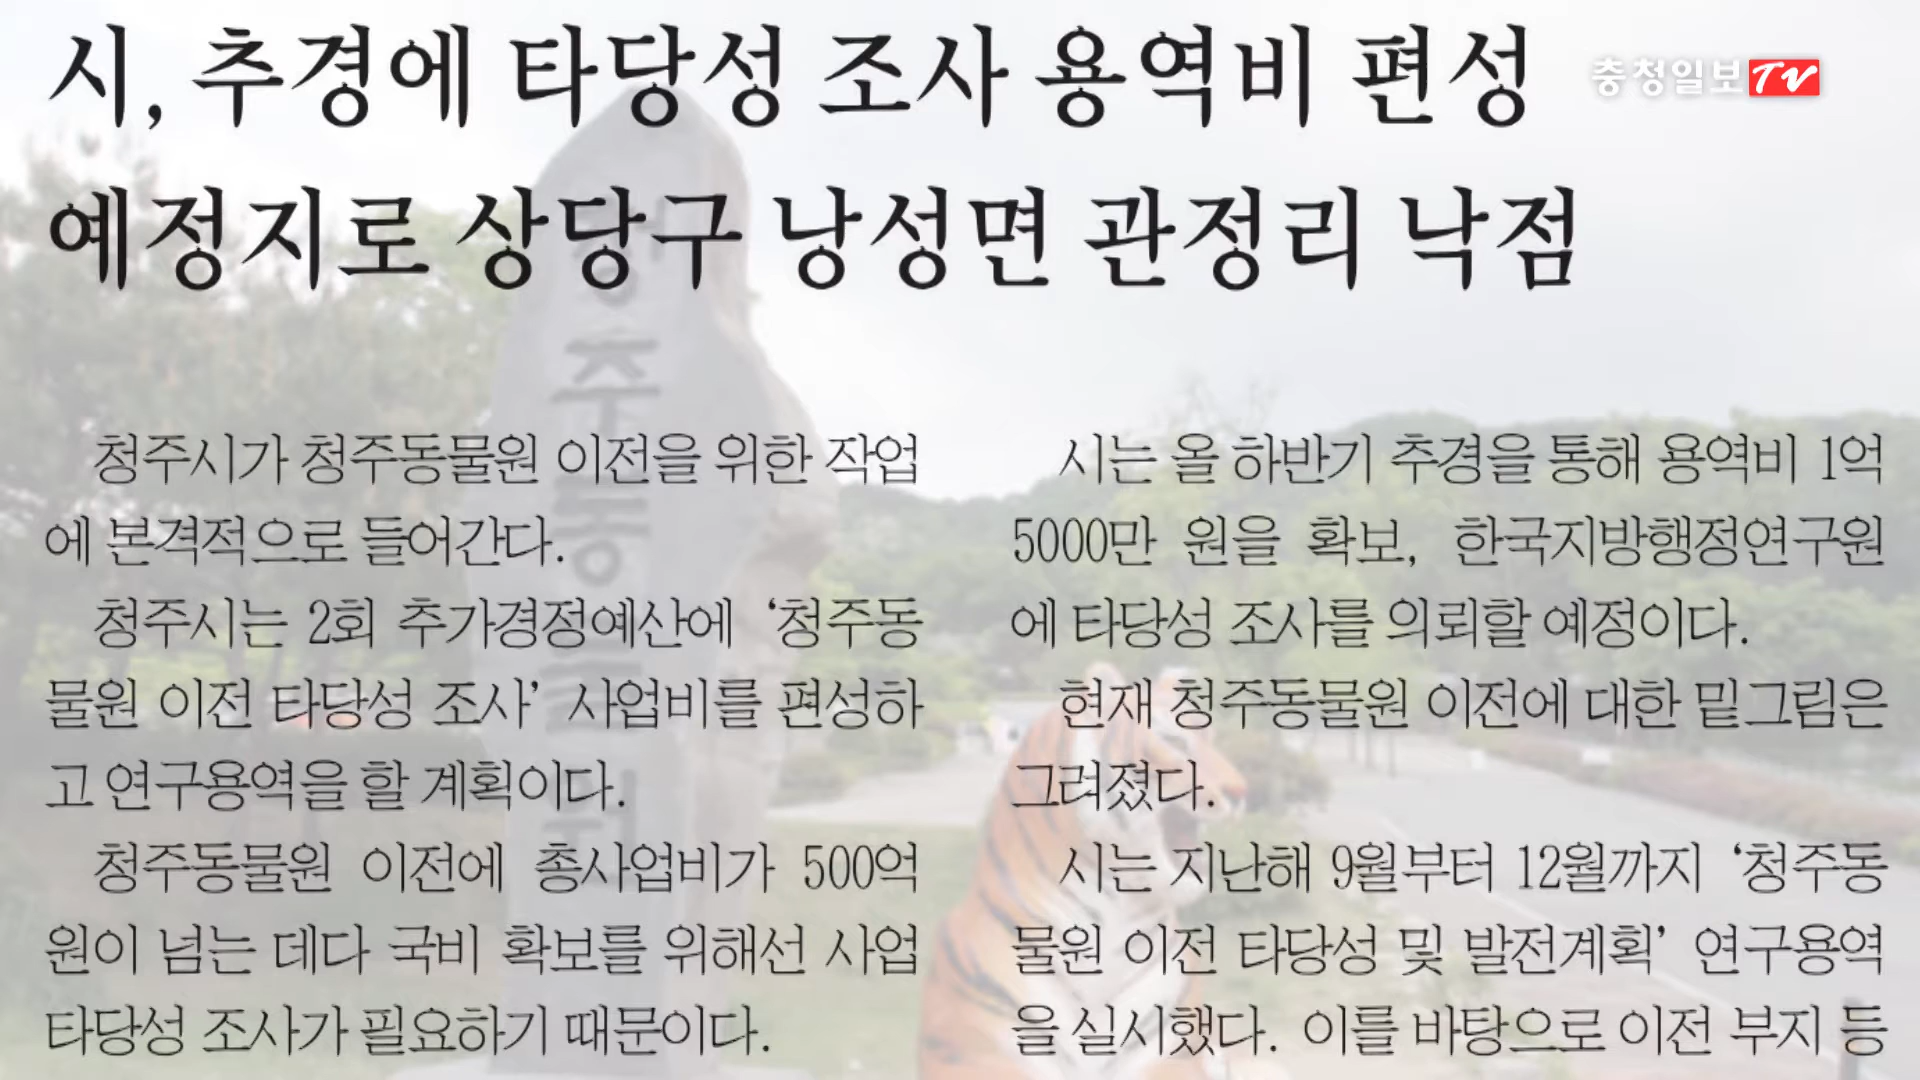 시, 추경에 타당성 조사 용역비 편성
충청일보TV
예정지로 상당구 낭성면 관정리 낙점
청주시가 청주동물원 이전을 위한 작업
에 본격적으로 들어간다.
청주시는 2회 추가경정예산에 ‘청주동
물원 이전 타당성 조사’ 사업비를 편성하
고 연구용역을 할 계획이다.
청주동물원 이전에 총사업비가 500억
원이 넘는 데다 국비 확보를 위해선 사업
타당성 조사가 필요하기 때문이다.
시는 올 하반기 추경을 통해 용역비 1억
5000만 원을 확보, 한국지방행정연구원
에 타당성 조사를 의뢰할 예정이다.
현재 청주동물원 이전에 대한 밑그림은
그려졌다.
시는 지난해 9월부터 12월까지 ‘청주동
물원 이전 타당성 및 발전계획’ 연구용역
을 실시했다. 이를 바탕으로 이전 부지 등
주
동
물
원